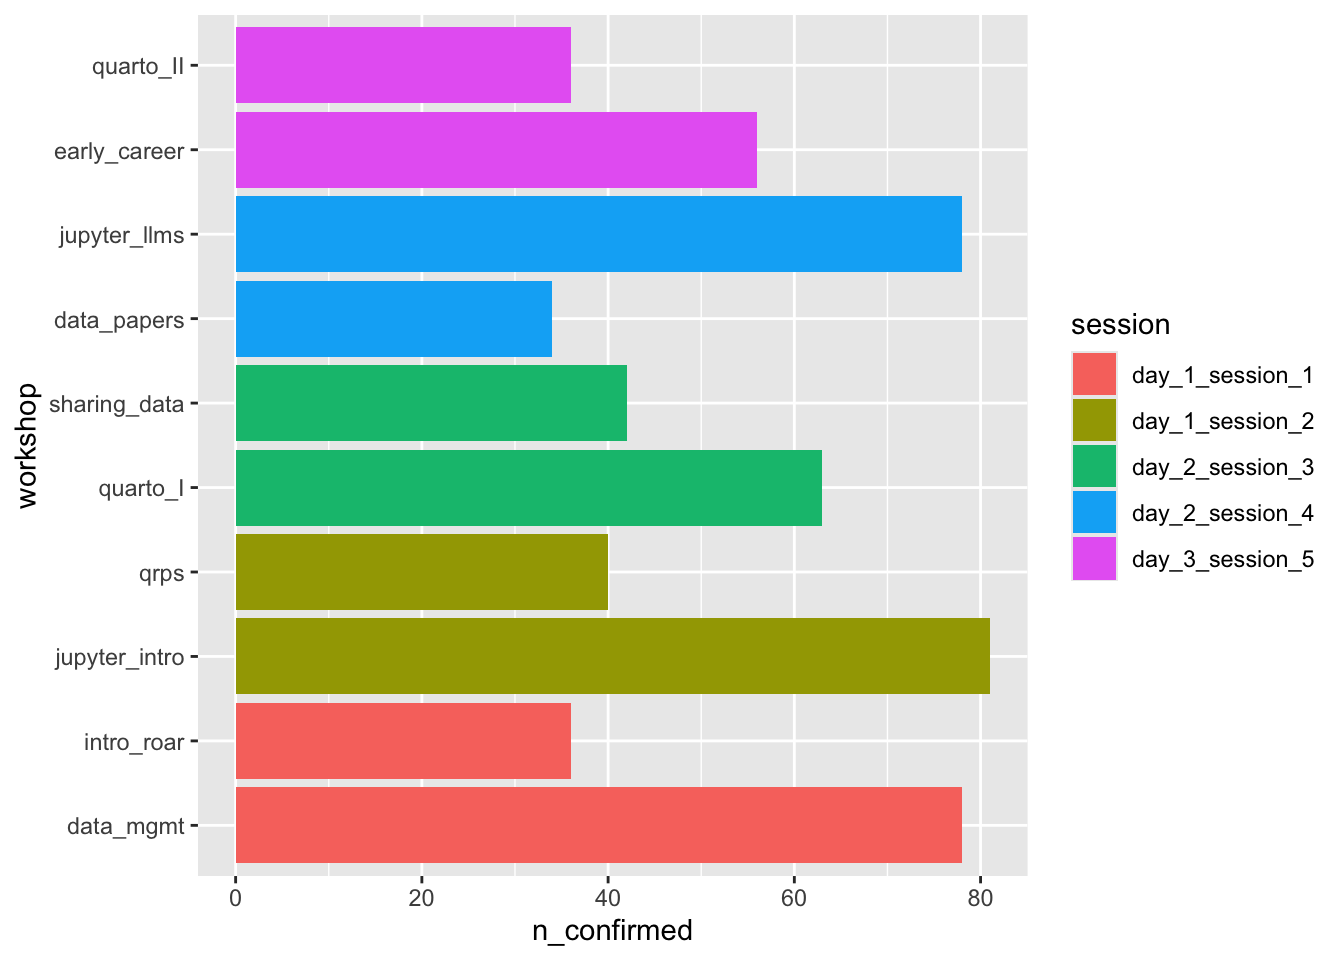 quarto_II
early_career
jupyter_llms
data_papers
sharing_data
quarto_I
qrps
jupyter_intro
intro_roar
data_mgmt
workshop
0 20 40 60 80
n_confirmed
session
day_1_session_1
day_1_session_2
day_2_session_3
day_2_session_4
day_3_session_5